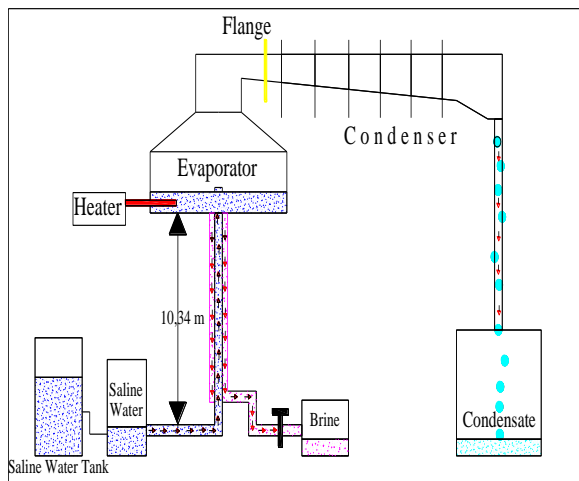 Flange
Condenser
Evaporator
Heater
10,34 m
Saline
Water
Brine
Condensate
Saline Water Tank